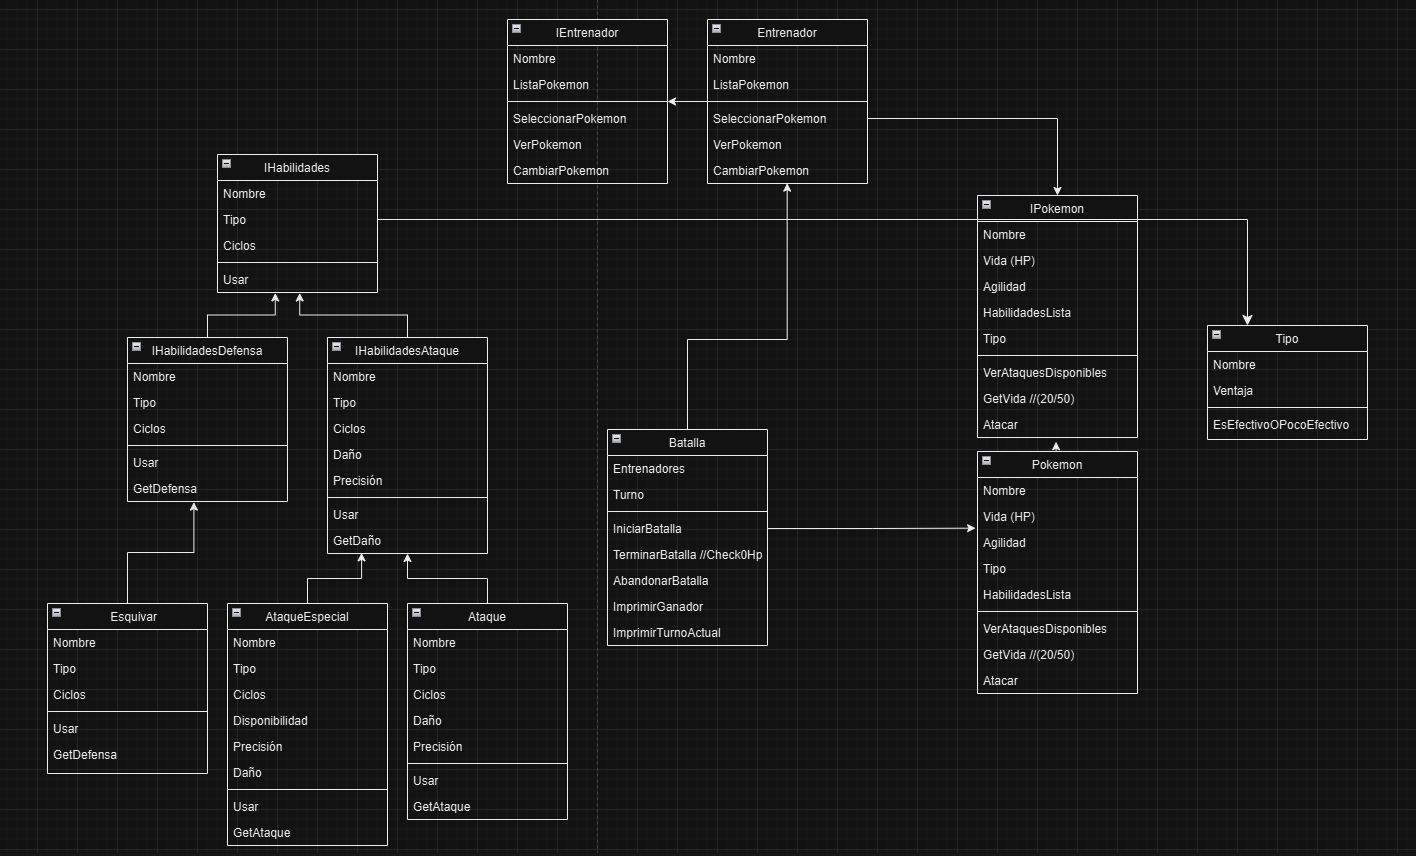 IEntrenador
Nombre
ListaPokemon
SeleccionarPokemon
VerPokemon
CambiarPokemon
Entrenador
Nombre
ListaPokemon
SeleccionarPokemon
VerPokemon
CambiarPokemon
IHabilidades
Nombre
Tipo
Ciclos
Usar
IPokemon
Nombre
Vida (HP)
Agilidad
HabilidadesLista
Tipo
VerAtaquesDisponibles
GetVida //(20/50)
Atacar
Tipo
Nombre
Ventaja
EsEfectivoOPocoEfectivo
IHabilidadesDefensa
Nombre
Tipo
Ciclos
Usar
GetDefensa
IHabilidadesAtaque
Nombre
Tipo
Ciclos
Daño
Precisión
Usar
GetDaño
Batalla
Entrenadores
Turno
IniciarBatalla
TerminarBatalla //Check0Hp
AbandonarBatalla
ImprimirGanador
ImprimirTurnoActual
Pokemon
Nombre
Vida (HP)
Agilidad
Tipo
HabilidadesLista
VerAtaquesDisponibles
GetVida //(20/50)
Atacar
Esquivar
Nombre
Tipo
Ciclos
Usar
GetDefensa
AtaqueEspecial
Nombre
Tipo
Ciclos
Disponibilidad
Precisión
Daño
Usar
GetAtaque
Ataque
Nombre
Tipo
Ciclos
Daño
Precisión
Usar
GetAtaque